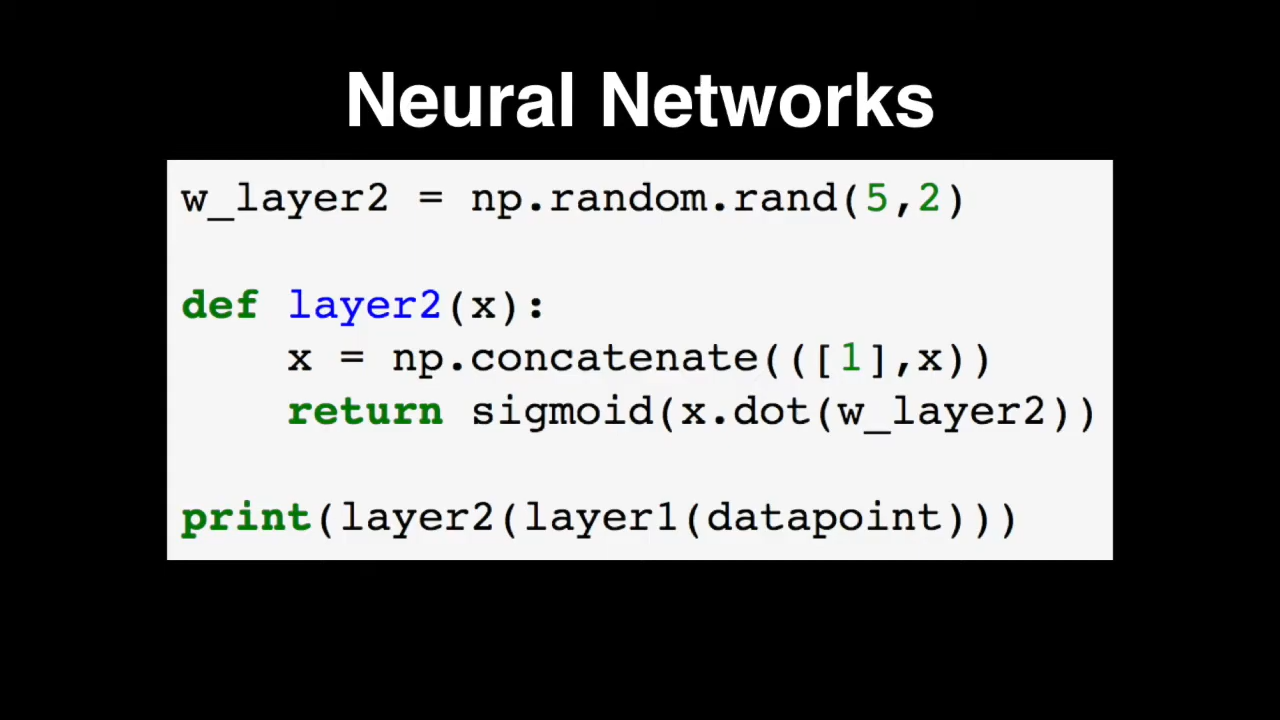 Neural Networks
w_layer2 = np.random.rand(5,2)
def layer2(x):
    x = np.concatenate(([1],x))
    return sigmoid(x.dot(w_layer2))
print(layer2(layer1(datapoint)))